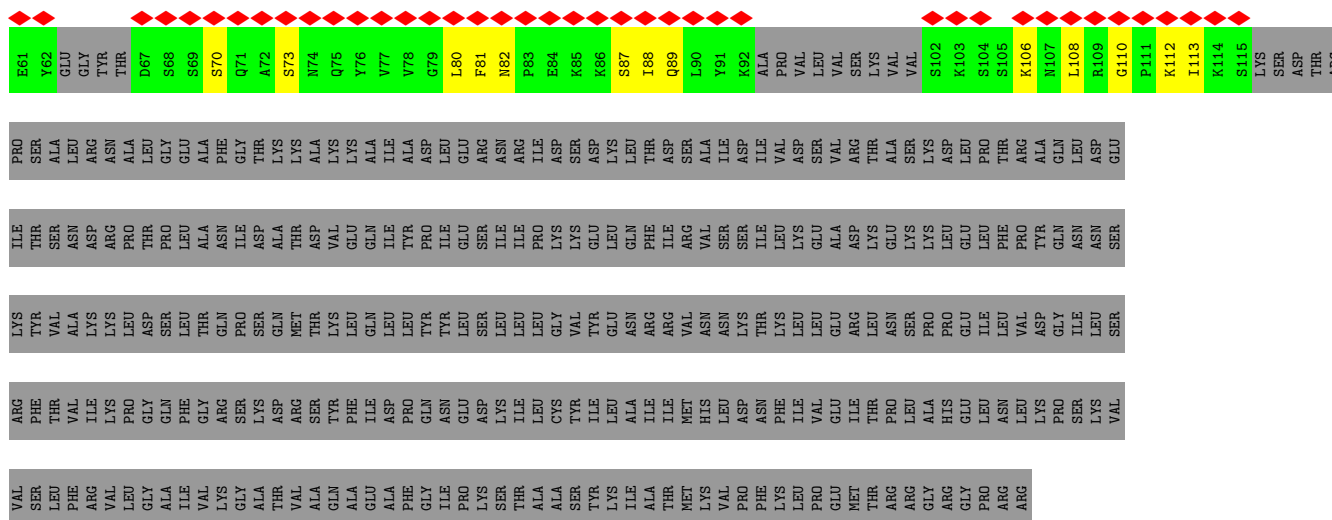 E61 Y62 GLU GLY TYR THR D67 S68 S69 S70 Q71 A72 S73 N74 Q75 Y76 V77 V78 G79 L80 F81 N82 P83 E84 K85 K86 S87 I88 Q89 L90 Y91 K92 ALA PRO VAL LEU VAL SER LYS VAL VAL S102 K103 S104 S105 K106 N107 L108 R109 G110 P111 K112 I113 K114 S115 LYS SER ASP THR ARG
PRO SER ALA LEU ARG ASN ALA LEU GLY GLU ALA PHE GLY THR LYS LYS ALA LYS LYS ALA ILE ALA ASP LEU GLU ARG ASN ARG ILE ASP SER ASP LYS LEU THR ASP SER ALA ILE ASP ILE VAL ASP SER VAL ARG THR ALA SER LYS ASP LEU PRO THR ARG ALA GLN LEU ASP GLU
ILE THR SER ASN ASP ARG PRO THR PRO LEU ALA ASN ILE ASP ALA THR ASP VAL GLU GLN ILE TYR PRO ILE GLU SER ILE ILE PRO LYS LYS GLU LEU GLN PHE ILE ARG VAL SER SER ILE LEU LYS GLU ALA ASP LYS GLU LYS LYS LEU GLU LEU PHE PRO TYR GLN ASN ASN SER
LYS TYR VAL ALA LYS LYS LEU ASP SER LEU THR GLN PRO SER GLN MET THR LYS LEU GLN LEU LEU TYR TYR LEU SER LEU LEU LEU GLY VAL TYR GLU ASN ARG ARG VAL ASN ASN LYS THR LYS LEU LEU GLU ARG LEU ASN SER PRO PRO GLU ILE LEU VAL ASP GLY ILE LEU SER
ARG PHE THR VAL ILE LYS PRO GLY GLN PHE GLY ARG SER LYS ASP ARG SER TYR PHE ILE ASP PRO GLN ASN GLU ASP LYS ILE LEU CYS TYR ILE LEU ALA ILE ILE MET HIS LEU ASP ASN PHE ILE VAL GLU ILE THR PRO LEU ALA HIS GLU LEU ASN LEU LYS PRO SER LYS VAL
VAL SER LEU PHE ARG VAL LEU GLY ALA ILE VAL LYS GLY ALA THR VAL ALA GLN ALA GLU ALA PHE GLY ILE PRO LYS SER THR ALA ALA SER TYR LYS ILE ALA THR MET LYS VAL PRO PHE LYS LEU PRO GLU MET THR ARG ARG GLY ARG GLY PRO ARG ARG